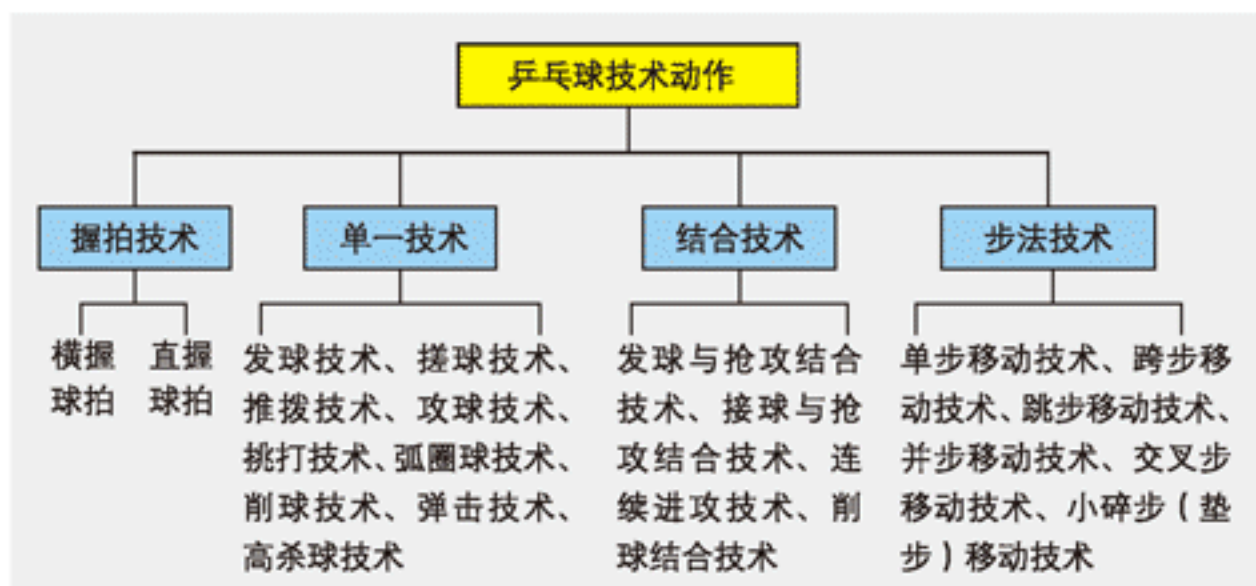 乒乓球技术动作
握拍技术
单一技术
结合技术
步法技术
横握
球拍
直握
球拍
发球技术、搓球技术、
推拨技术、攻球技术、
挑打技术、弧圈球技术、
削球技术、弹击技术、
高杀球技术
发球与抢攻结合
技术、接球与抢
攻结合技术、连
续进攻技术、削
球结合技术
单步移动技术、跨步移
动技术、跳步移动技术、
并步移动技术、交叉步
移动技术、小碎步（垫
步）移动技术